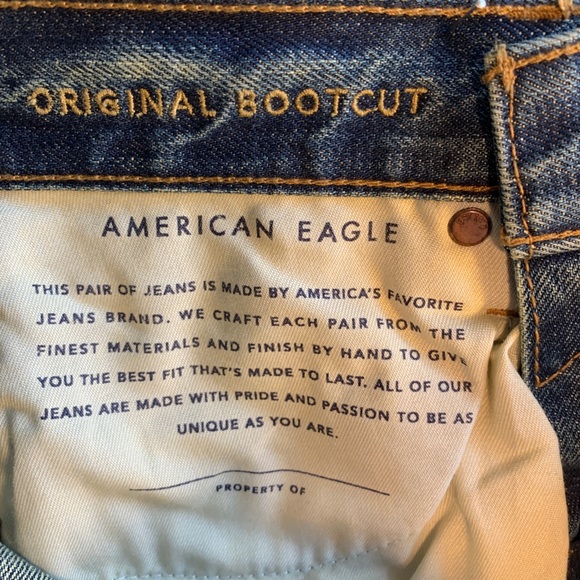 ORIGINAL BOOTCUT
AMERICAN EAGLE
THIS PAIR OF JEANS IS MADE BY AMERICA'S FAVORITE
JEANS BRAND. WE CRAFT EACH PAIR FROM THE
FINEST MATERIALS AND FINISH BY HAND TO GIVE
YOU THE BEST FIT THAT'S MADE TO LAST. ALL OF OUR
JEANS ARE MADE WITH PRIDE AND PASSION TO BE AS
UNIQUE AS YOU ARE.
PROPERTY OF